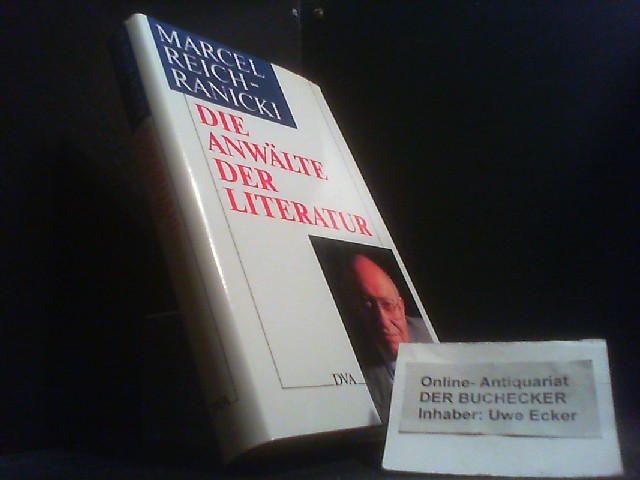 MARCEL
REICH-
RANICKI
DIE
ANWÄLTE
DER
LITERATUR
DVA
Online- Antiquariat
DER BUCHECKER
Inhaber: Uwe Ecker